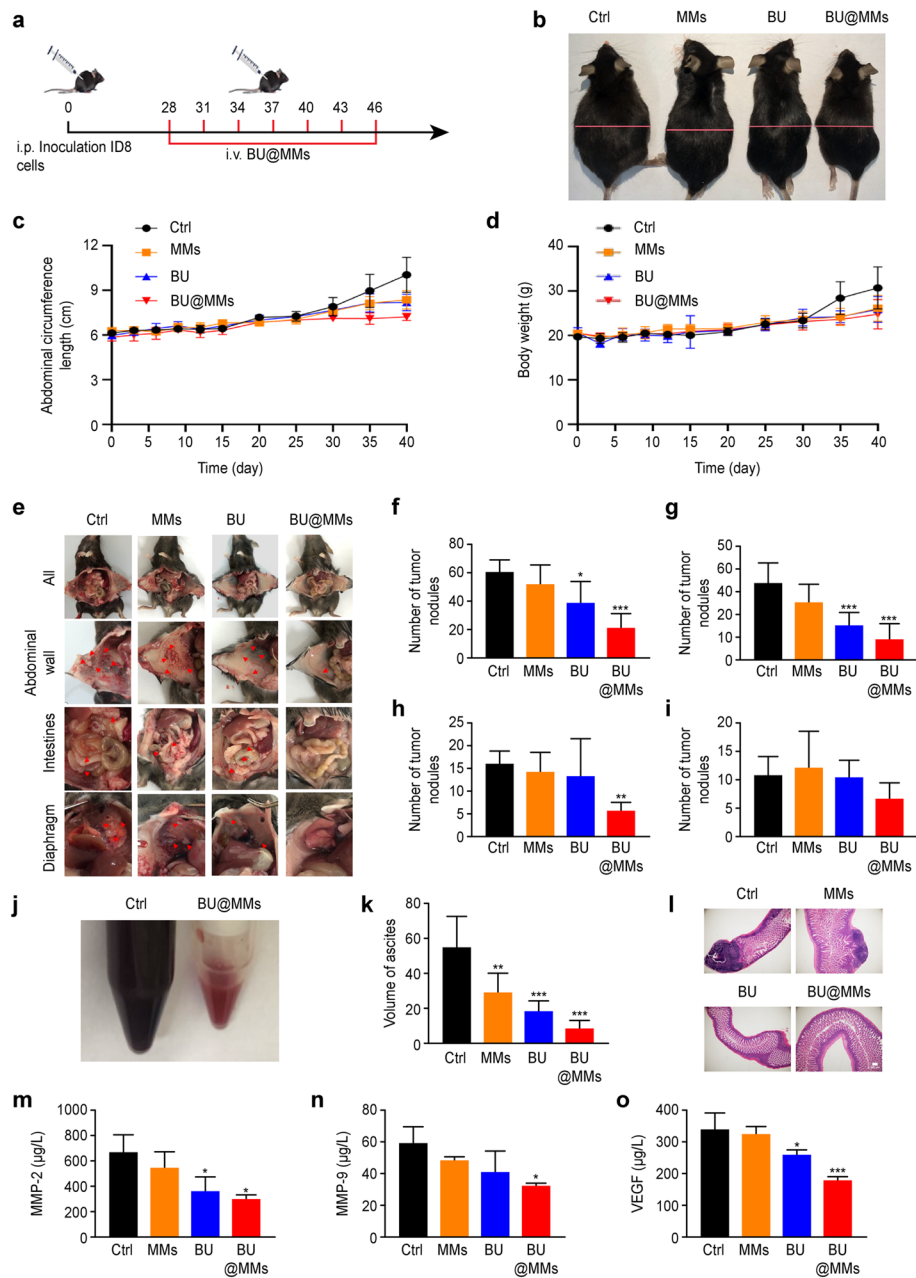 a
0
28
31
34
37
40
43
46
i.p. Inoculation ID8
cells
i.v. BU@MMs
b
Ctrl
MMs
BU
BU@MMs
c
Ctrl
MMs
BU
BU@MMs
Abdominal circumference
length (cm)
12
9
6
3
0
0
5
10
15
20
25
30
35
40
Time (day)
d
Ctrl
MMs
BU
BU@MMs
Body weight (g)
40
30
20
10
0
0
5
10
15
20
25
30
35
40
Time (day)
e
Ctrl
MMs
BU
BU@MMs
All
Abdominal
wall
Intestines
Diaphragm
f
Number of tumor
nodules
80
60
40
20
0
*
***
Ctrl
MMs
BU
BU
@MMs
g
Number of tumor
nodules
50
60
40
20
10
0
***
***
Ctrl
MMs
BU
BU
@MMs
h
Number of tumor
nodules
25
20
15
10
5
0
**
Ctrl
MMs
BU
BU
@MMs
i
Number of tumor
nodules
20
15
10
5
0
Ctrl
MMs
BU
BU
@MMs
j
Ctrl
BU@MMs
k
Volume of ascites
80
60
40
20
0
**
***
***
Ctrl
MMs
BU
BU
@MMs
l
Ctrl
MMs
BU
BU@MMs
m
MMP-2 (μg/L)
1000
800
600
400
200
0
*
*
Ctrl
MMs
BU
BU
@MMs
n
MMP-9 (μg/L)
80
60
40
20
0
*
Ctrl
MMs
BU
BU
@MMs
o
VEGF (μg/L)
400
300
200
100
0
*
***
Ctrl
MMs
BU
BU
@MMs